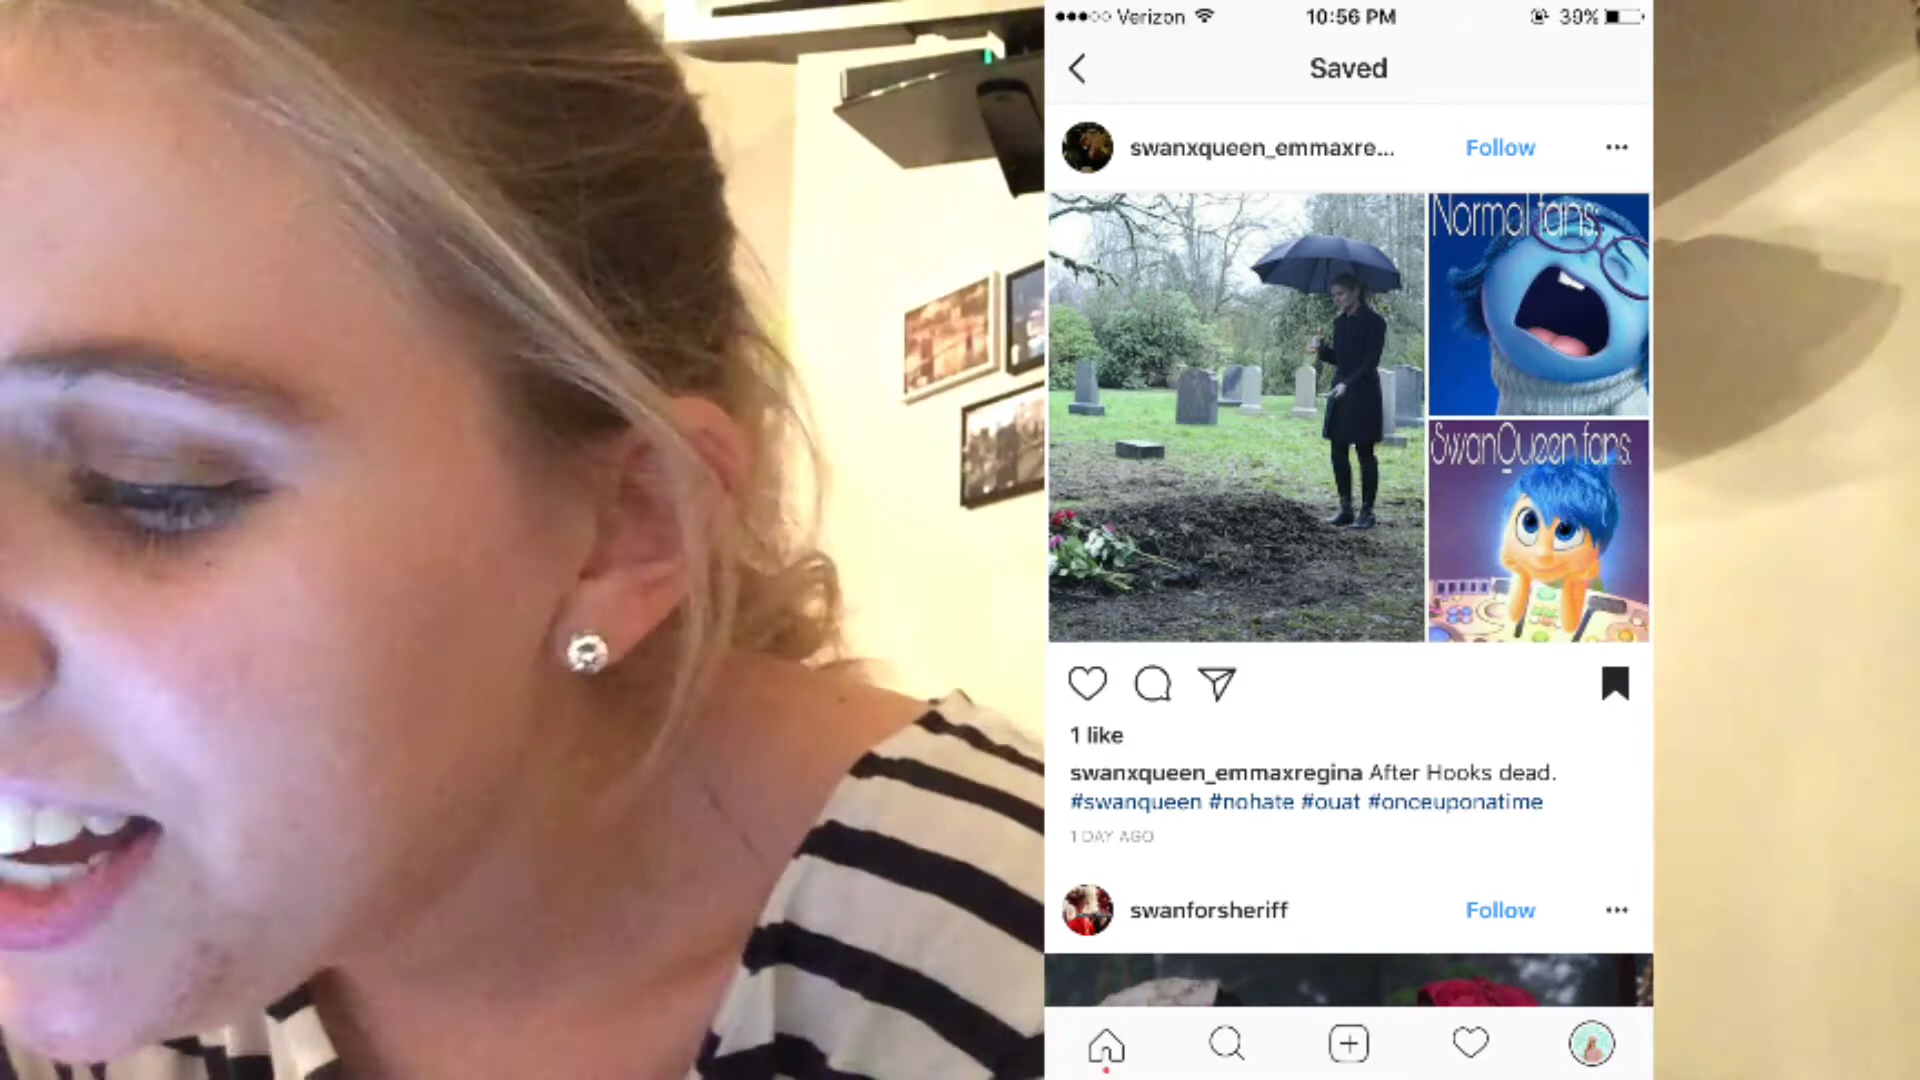 Verizon 10:56 PM 39%
Saved
swanxqueen_emmaxre... Follow
Normal fans:
SwanQueen fans:
1 like
swanxqueen_emmaxregina After Hooks dead.
#swanqueen #nohate #ouat #onceuponatime
1 DAY AGO
swanforsheriff Follow